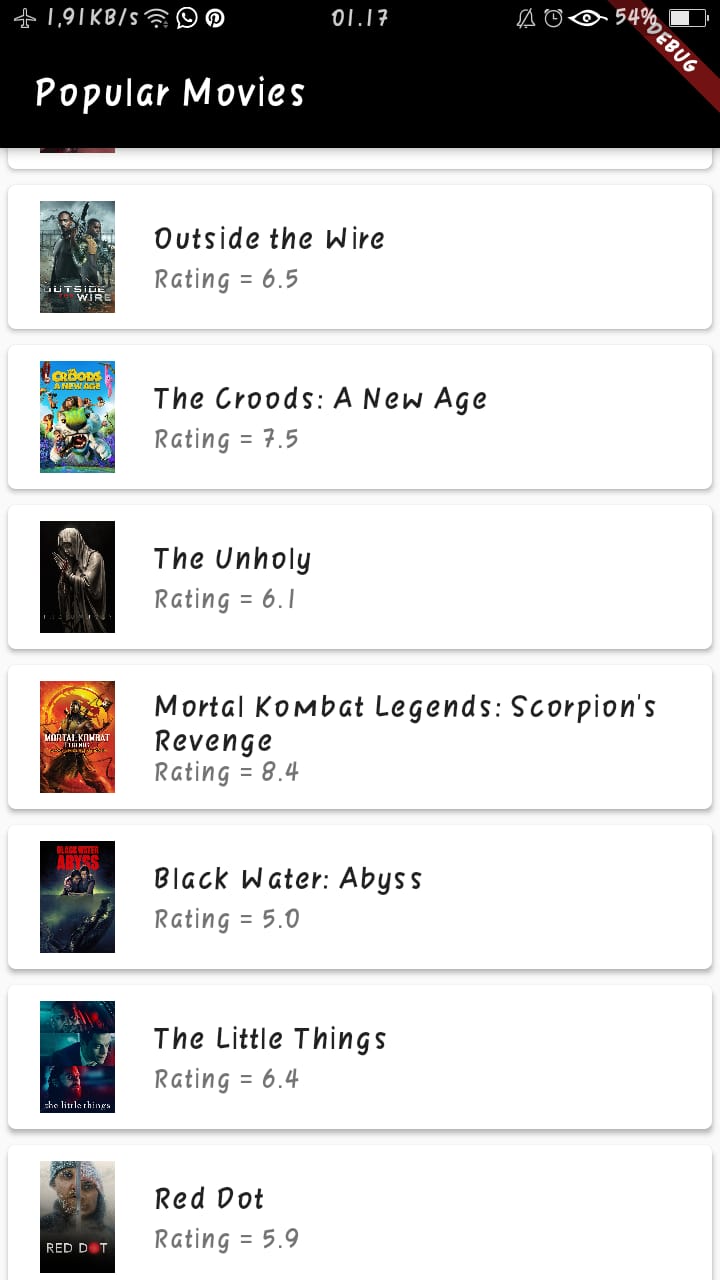 1,91KB/s 01.17 54%
DEBUG
Popular Movies
OUTSIDE
THE WIRE
Outside the Wire
Rating = 6.5
THE CROODS
A NEW AGE
The Croods: A New Age
Rating = 7.5
The Unholy
Rating = 6.1
MORTAL KOMBAT
LEGENDS
Mortal Kombat Legends: Scorpion's
Revenge
Rating = 8.4
BLACK WATER
ABYSS
Black Water: Abyss
Rating = 5.0
the little things
The Little Things
Rating = 6.4
RED DOT
Red Dot
Rating = 5.9